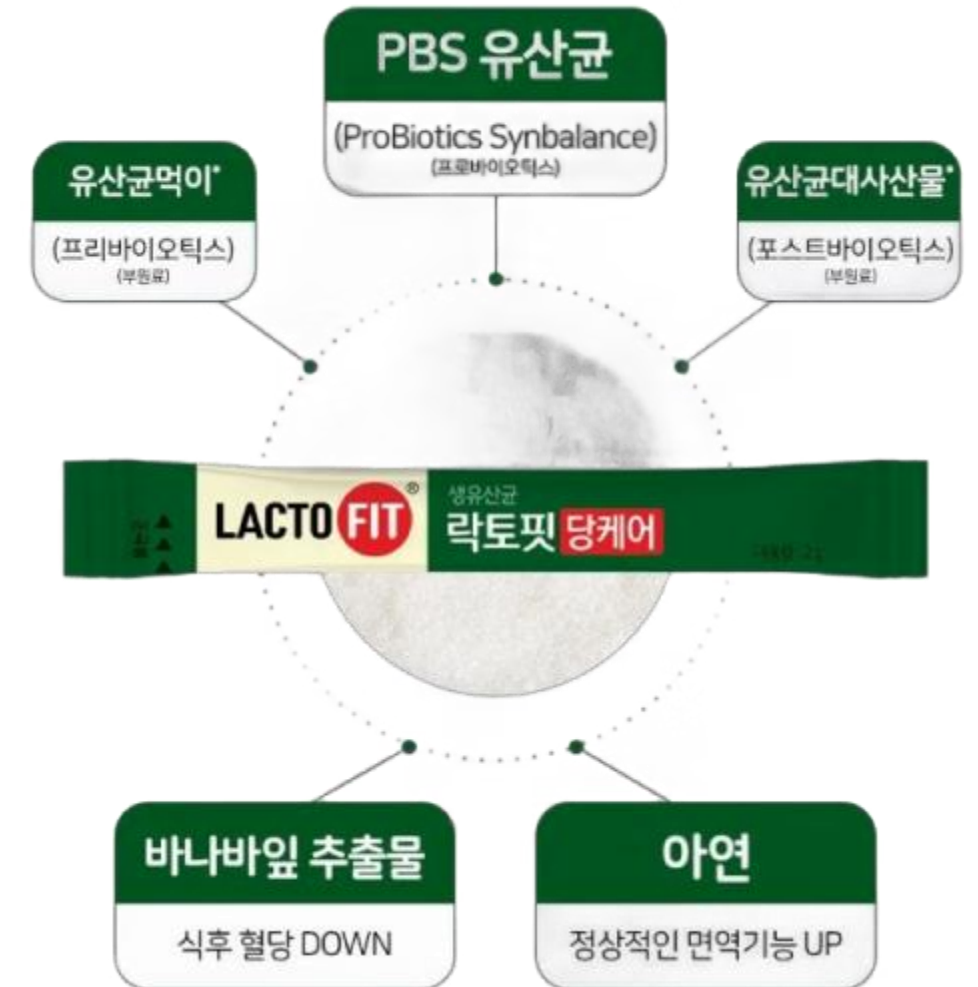 PBS 유산균
(ProBiotics Synbalance)
(프로바이오틱스)
유산균먹이*
(프리바이오틱스)
(부원료)
유산균대사산물*
(포스트바이오틱스)
(부원료)
LACTO FIT®
생유산균
락토핏 당케어
바나바잎 추출물
식후 혈당 DOWN
아연
정상적인 면역기능 UP